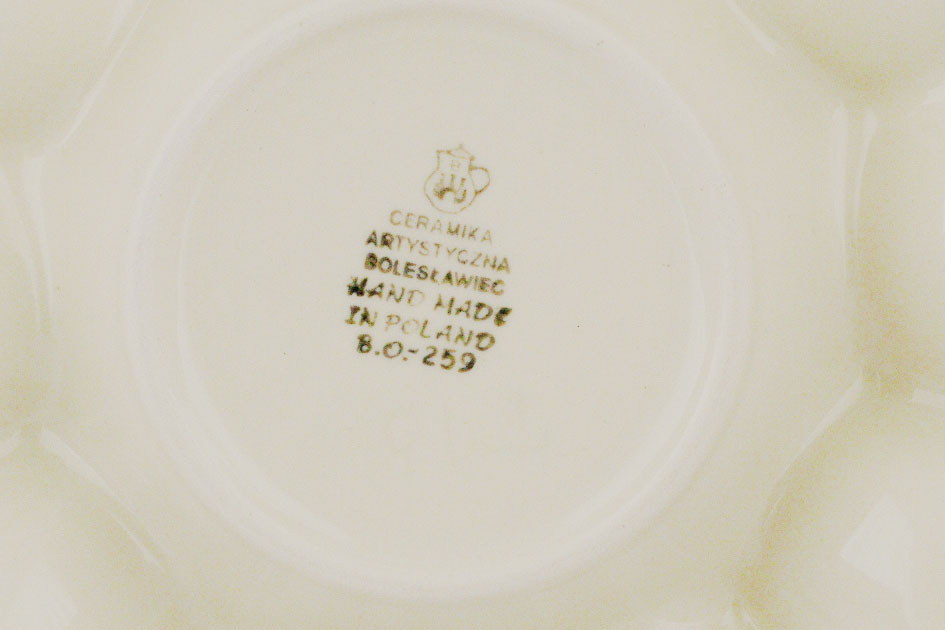 CERAMIKA
ARTYSTYCZNA
BOLESŁAWIEC
HAND MADE
IN POLAND
8.0.-259